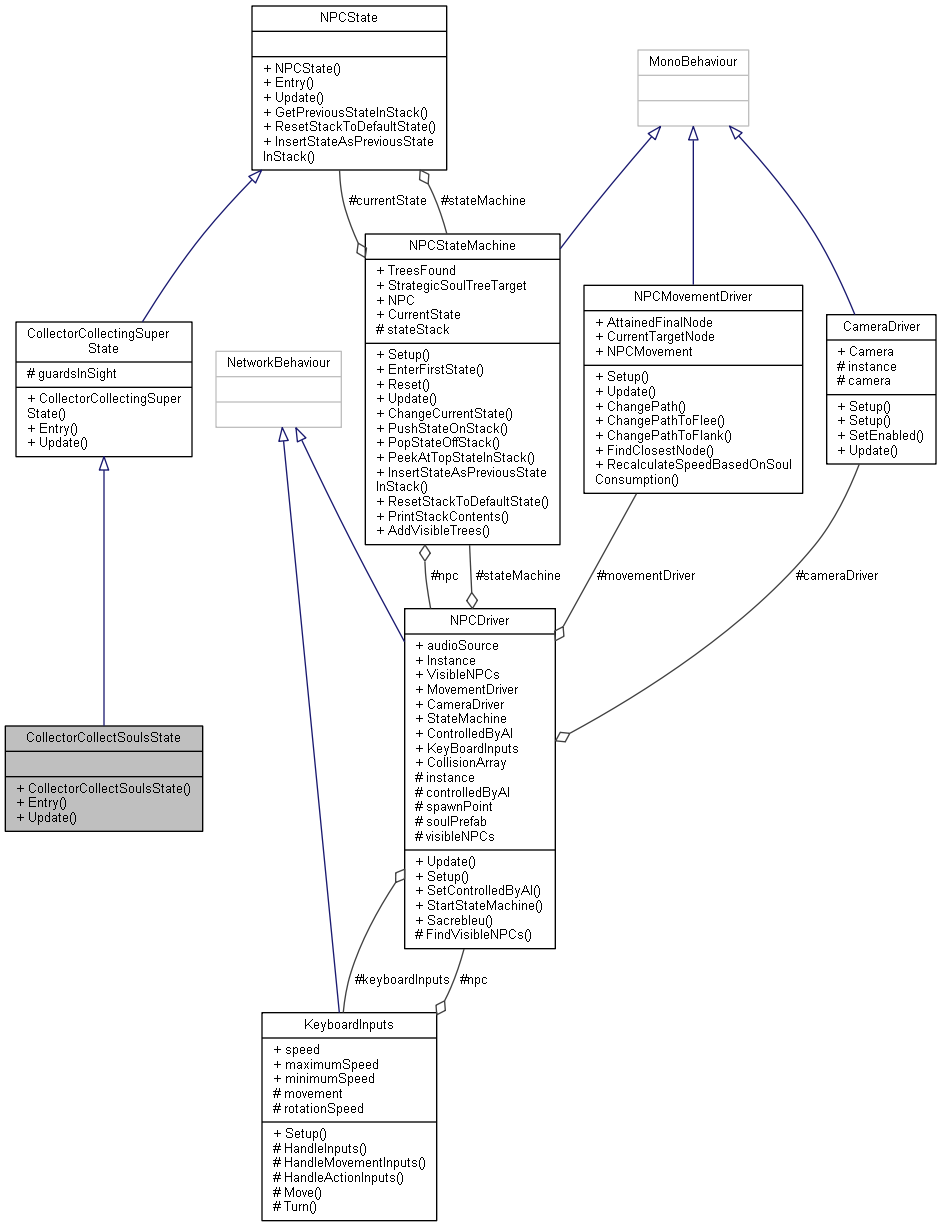 NPCState
+ NPCState()
+ Entry()
+ Update()
+ GetPreviousStateInStack()
+ ResetStackToDefaultState()
+ InsertStateAsPreviousState
InStack()
MonoBehaviour
#currentState
#stateMachine
NPCStateMachine
+ TreesFound
+ StrategicSoulTreeTarget
+ NPC
+ CurrentState
# stateStack
+ Setup()
+ EnterFirstState()
+ Reset()
+ Update()
+ ChangeCurrentState()
+ PushStateOnStack()
+ PopStateOffStack()
+ PeekAtTopStateInStack()
+ InsertStateAsPreviousState
InStack()
+ ResetStackToDefaultState()
+ PrintStackContents()
+ AddVisibleTrees()
NPCMovementDriver
+ AttainedFinalNode
+ CurrentTargetNode
+ NPCMovement
+ Setup()
+ Update()
+ ChangePath()
+ ChangePathToFlee()
+ ChangePathToFlank()
+ FindClosestNode()
+ RecalculateSpeedBasedOnSoul
Consumption()
CameraDriver
+ Camera
# instance
# camera
+ Setup()
+ Setup()
+ SetEnabled()
+ Update()
CollectorCollectingSuper
State
# guardsInSight
+ CollectorCollectingSuper
State()
+ Entry()
+ Update()
NetworkBehaviour
#npc
#stateMachine
#movementDriver
#cameraDriver
NPCDriver
+ audioSource
+ Instance
+ VisibleNPCs
+ MovementDriver
+ CameraDriver
+ StateMachine
+ ControlledByAI
+ KeyBoardInputs
+ CollisionArray
# instance
# controlledByAI
# spawnPoint
# soulPrefab
# visibleNPCs
+ Update()
+ Setup()
+ SetControlledByAI()
+ StartStateMachine()
+ Sacrebleu()
# FindVisibleNPCs()
CollectorCollectSoulsState
+ CollectorCollectSoulsState()
+ Entry()
+ Update()
#keyboardInputs
#npc
KeyboardInputs
+ speed
+ maximumSpeed
+ minimumSpeed
# movement
# rotationSpeed
+ Setup()
# HandleInputs()
# HandleMovementInputs()
# HandleActionInputs()
# Move()
# Turn()